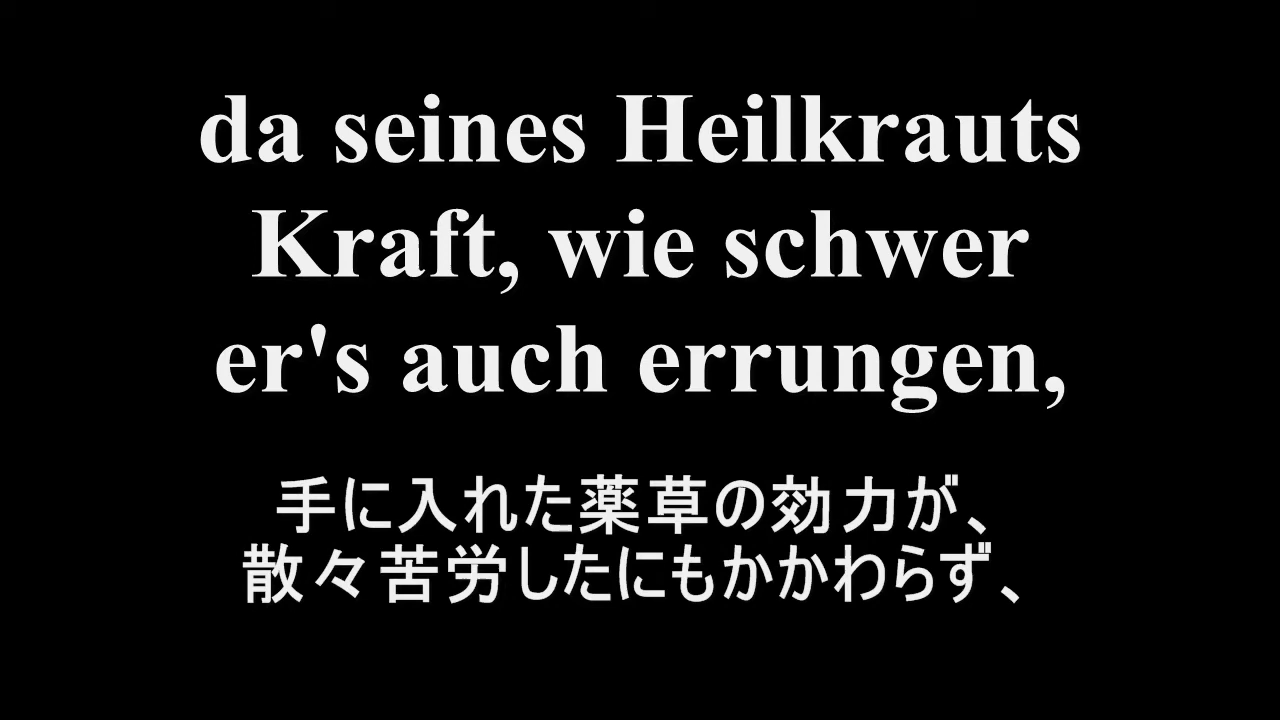 da seines Heilkrauts
Kraft, wie schwer
er's auch errungen,
手に入れた薬草の効力が、
散々苦労したにもかかわらず、